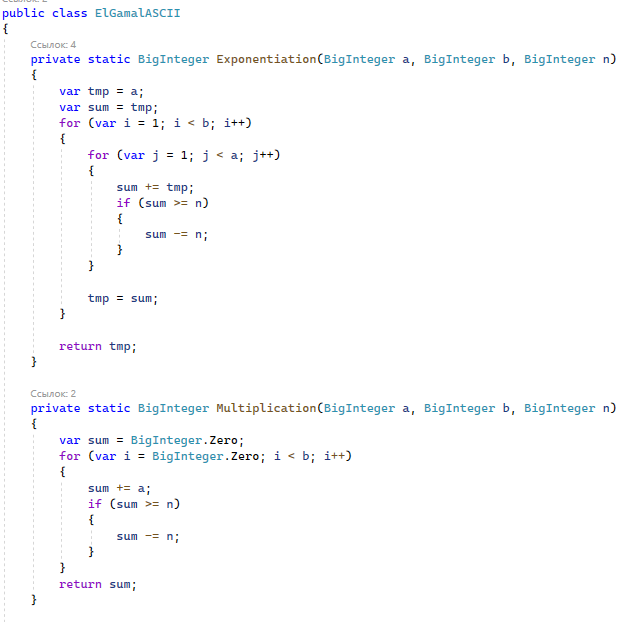 public class ElGamalASCII
{
Ссылок: 4
private static BigInteger Exponentiation(BigInteger a, BigInteger b, BigInteger n)
{
var tmp = a;
var sum = tmp;
for (var i = 1; i < b; i++)
{
for (var j = 1; j < a; j++)
{
sum += tmp;
if (sum >= n)
{
sum -= n;
}
}
tmp = sum;
}
return tmp;
}
Ссылок: 2
private static BigInteger Multiplication(BigInteger a, BigInteger b, BigInteger n)
{
var sum = BigInteger.Zero;
for (var i = BigInteger.Zero; i < b; i++)
{
sum += a;
if (sum >= n)
{
sum -= n;
}
}
return sum;
}